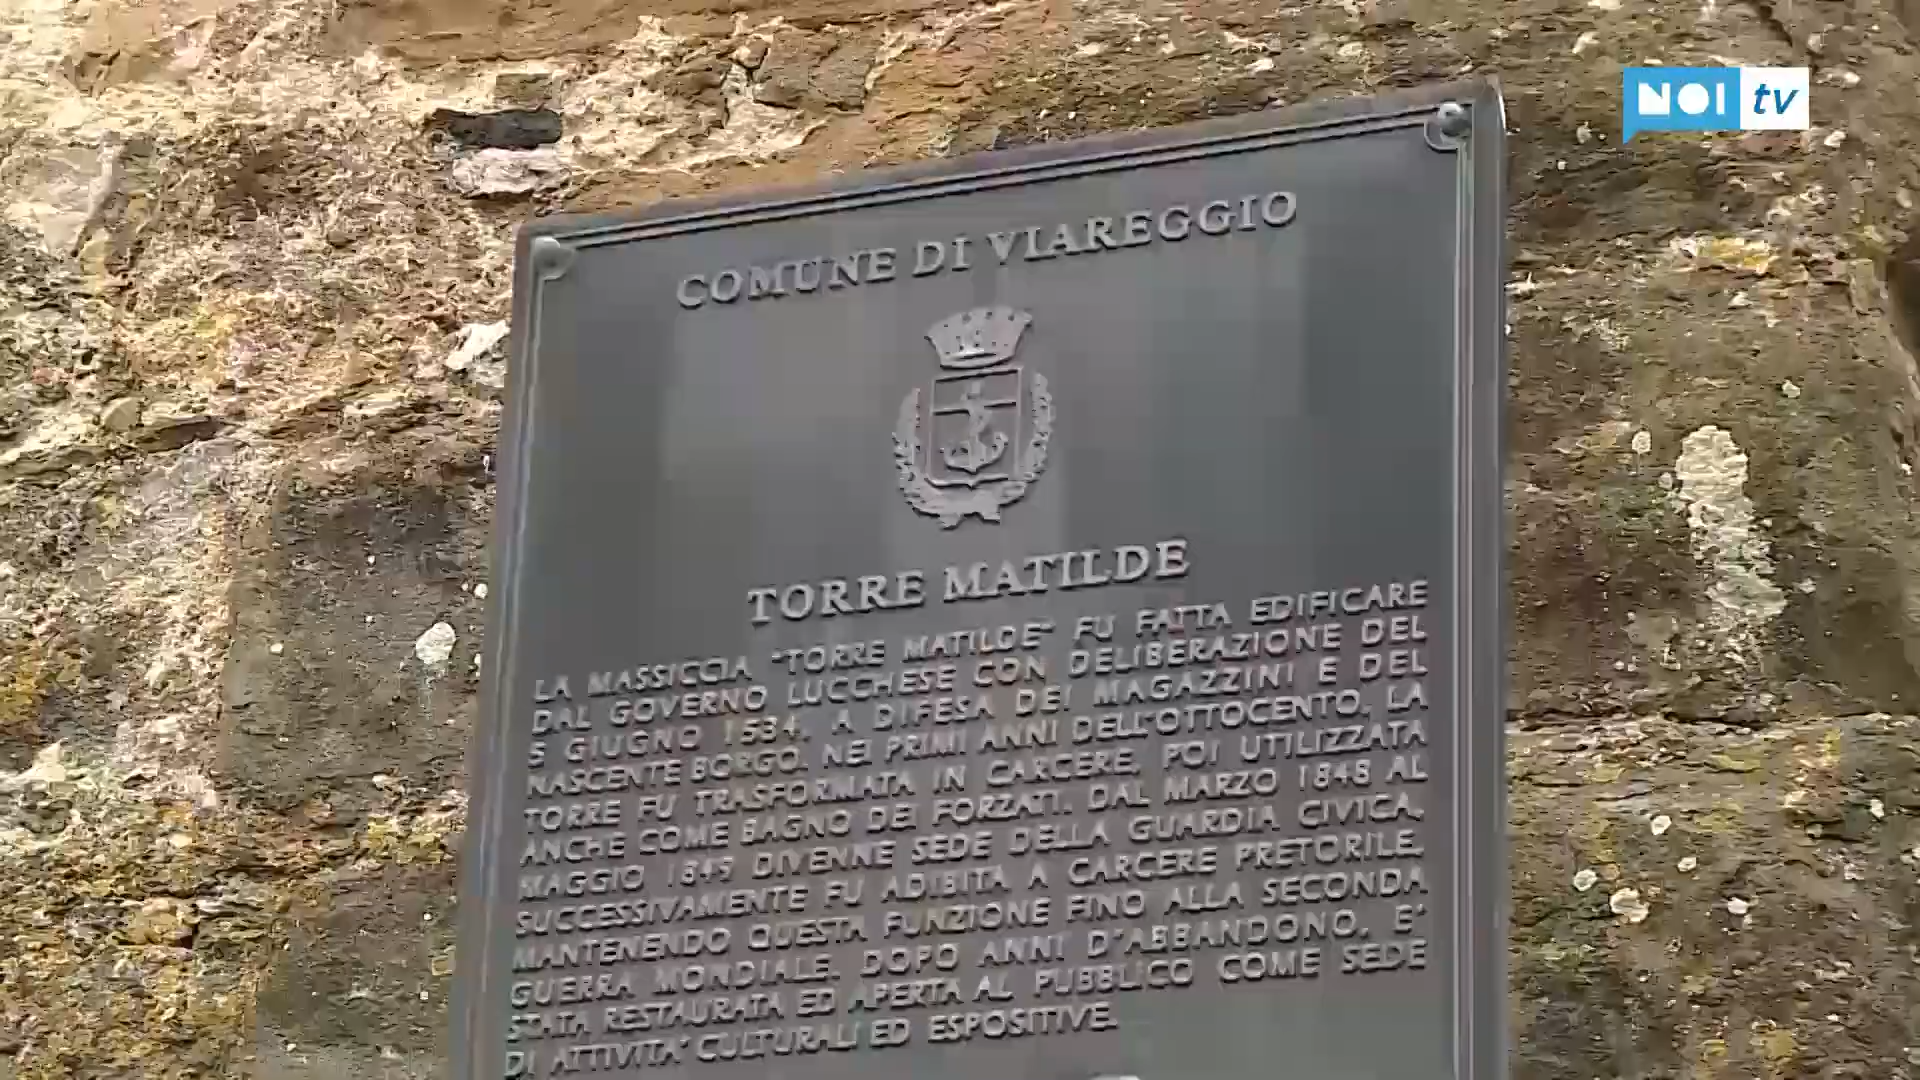 NOI tv
COMUNE DI VIAREGGIO
TORRE MATILDE
LA MASSICCIA "TORRE MATILDE" FU FATTA EDIFICARE
DAL GOVERNO LUCCHESE CON DELIBERAZIONE DEL
5 GIUGNO 1534, A DIFESA DEI MAGAZZINI E DEL
NASCENTE BORGO. NEI PRIMI ANNI DELL'OTTOCENTO, LA
TORRE FU TRASFORMATA IN CARCERE, POI UTILIZZATA
ANCHE COME BAGNO DEI FORZATI. DAL MARZO 1848 AL
MAGGIO 1849 DIVENNE SEDE DELLA GUARDIA CIVICA,
SUCCESSIVAMENTE FU ADIBITA A CARCERE PRETORILE,
MANTENENDO QUESTA FUNZIONE FINO ALLA SECONDA
GUERRA MONDIALE. DOPO ANNI D'ABBANDONO, E'
STATA RESTAURATA ED APERTA AL PUBBLICO COME SEDE
DI ATTIVITA' CULTURALI ED ESPOSITIVE.